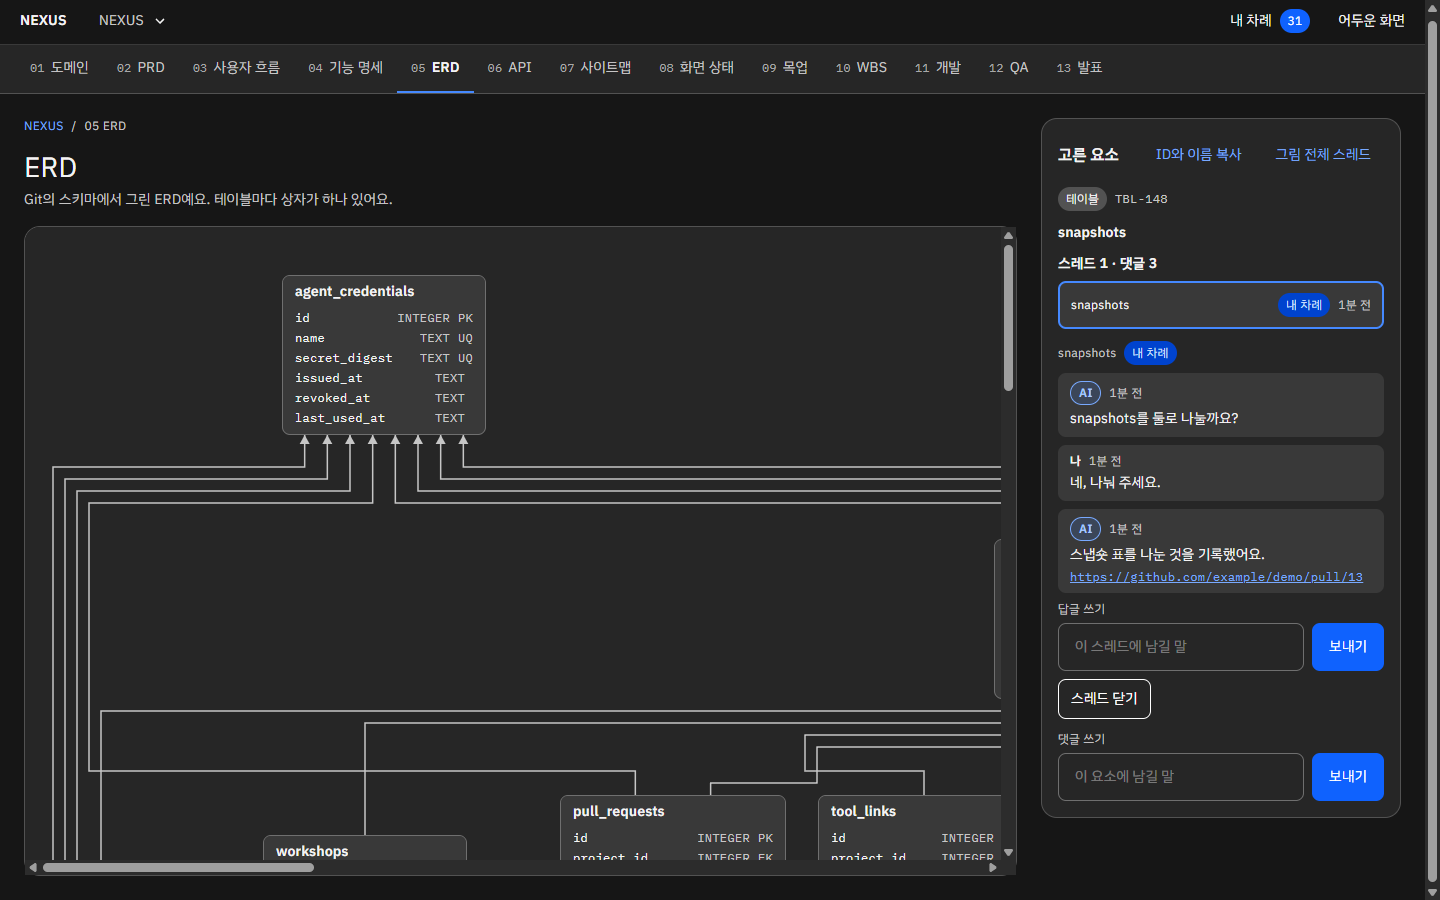 NEXUS NEXUS 내 차례 31 어두운 화면
01 도메인 02 PRD 03 사용자 흐름 04 기능 명세 05 ERD 06 API 07 사이트맵 08 화면 상태 09 목업 10 WBS 11 개발 12 QA 13 발표
NEXUS / 05 ERD
ERD
Git의 스키마에서 그린 ERD예요. 테이블마다 상자가 하나 있어요.
agent_credentials
id INTEGER PK
name TEXT UQ
secret_digest TEXT UQ
issued_at TEXT
revoked_at TEXT
last_used_at TEXT
pull_requests
id INTEGER PK
project_id INTEGER FK
tool_links
id INTEGER
project_id INTEGER
workshops
고른 요소 ID와 이름 복사 그림 전체 스레드
테이블 TBL-148
snapshots
스레드 1 · 댓글 3
snapshots 내 차례 1분 전
snapshots 내 차례
AI 1분 전
snapshots를 둘로 나눌까요?
나 1분 전
네, 나눠 주세요.
AI 1분 전
스냅숏 표를 나눈 것을 기록했어요.
https://github.com/example/demo/pull/13
답글 쓰기
이 스레드에 남길 말 보내기
스레드 닫기
댓글 쓰기
이 요소에 남길 말 보내기